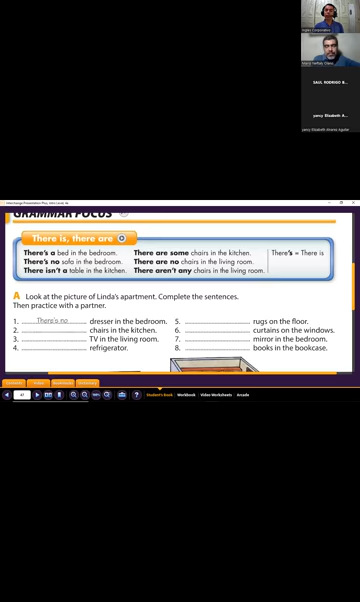 SAUL RODRIGO B...
GRAMMAR FOCUS
There is, there are
There's a bed in the bedroom.
There's no sofa in the bedroom.
There isn't a table in the kitchen.
There are some chairs in the kitchen.
There are no chairs in the living room.
There aren't any chairs in the living room.
There's = There is
A Look at the picture of Linda's apartment. Complete the sentences.
Then practice with a partner.
1. There's no dresser in the bedroom.
2. chairs in the kitchen.
3. TV in the living room.
4. refrigerator.
5. rugs on the floor.
6. curtains on the windows.
7. mirror in the bedroom.
8. books in the bookcase.
Student's Book | Workbook | Video Worksheets | Arcade